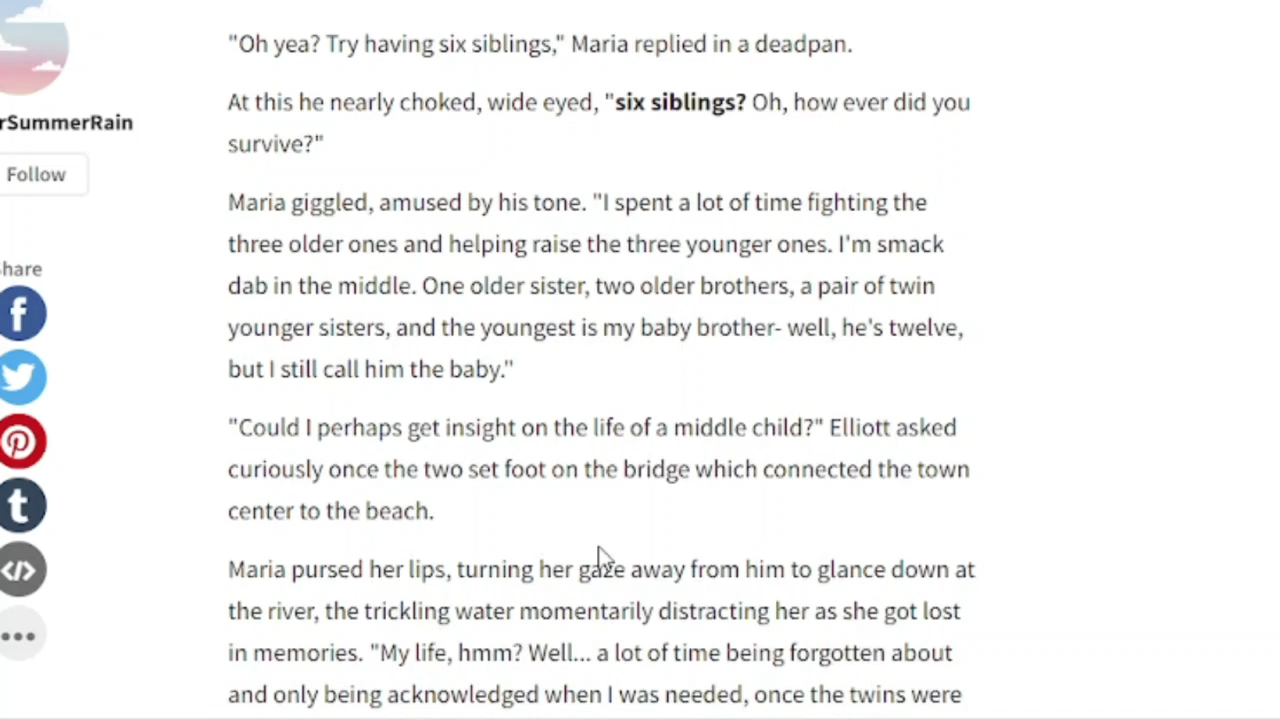 "Oh yea? Try having six siblings," Maria replied in a deadpan.
At this he nearly choked, wide eyed, "six siblings? Oh, how ever did you
survive?"
rSummerRain
Follow
Maria giggled, amused by his tone. "I spent a lot of time fighting the
three older ones and helping raise the three younger ones. I'm smack
dab in the middle. One older sister, two older brothers, a pair of twin
younger sisters, and the youngest is my baby brother- well, he's twelve,
but I still call him the baby."
hare
"Could I perhaps get insight on the life of a middle child?" Elliott asked
curiously once the two set foot on the bridge which connected the town
center to the beach.
Maria pursed her lips, turning her gaze away from him to glance down at
the river, the trickling water momentarily distracting her as she got lost
in memories. "My life, hmm? Well... a lot of time being forgotten about
and only being acknowledged when I was needed, once the twins were